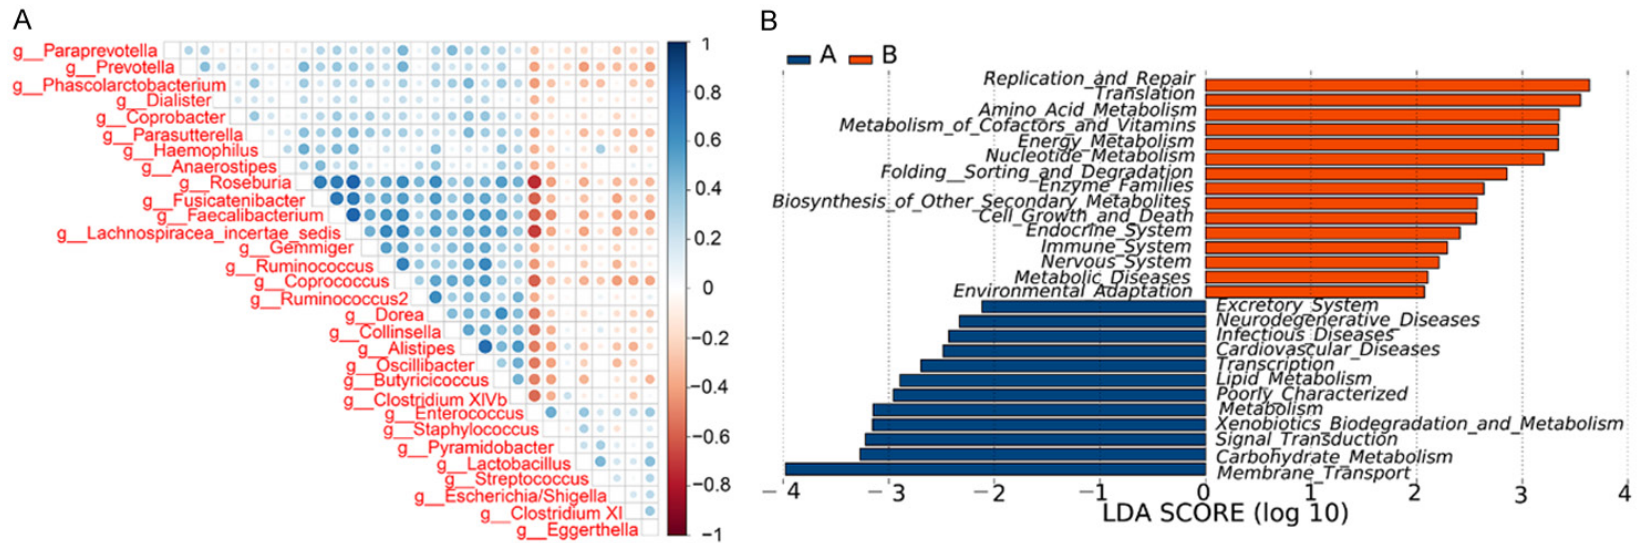 A
g__Paraprevotella
g__Prevotella
g__Phascolarctobacterium
g__Dialister
g__Coprobacter
g__Parasutterella
g__Haemophilus
g__Anaerostipes
g__Roseburia
g__Fusicatenibacter
g__Faecalibacterium
g__Lachnospiracea_incertae_sedis
g__Gemmiger
g__Ruminococcus
g__Coprococcus
g__Ruminococcus2
g__Dorea
g__Collinsella
g__Alistipes
g__Oscillibacter
g__Butyricicoccus
g__Clostridium XIVb
g__Enterococcus
g__Staphylococcus
g__Pyramidobacter
g__Lactobacillus
g__Streptococcus
g__Escherichia/Shigella
g__Clostridium XI
g__Eggerthella
1
0.8
0.6
0.4
0.2
0
−0.2
−0.4
−0.6
−0.8
−1
B
A B
Replication_and_Repair
Translation
Amino_Acid_Metabolism
Metabolism_of_Cofactors_and_Vitamins
Energy_Metabolism
Nucleotide_Metabolism
Folding__Sorting_and_Degradation
Enzyme_Families
Biosynthesis_of_Other_Secondary_Metabolites
Cell_Growth_and_Death
Endocrine_System
Immune_System
Nervous_System
Metabolic_Diseases
Environmental_Adaptation
Excretory_System
Neurodegenerative_Diseases
Infectious_Diseases
Cardiovascular_Diseases
Transcription
Lipid_Metabolism
Poorly_Characterized
Metabolism
Xenobiotics_Biodegradation_and_Metabolism
Signal_Transduction
Carbohydrate_Metabolism
Membrane_Transport
−4 −3 −2 −1 0 1 2 3 4
LDA SCORE (log 10)